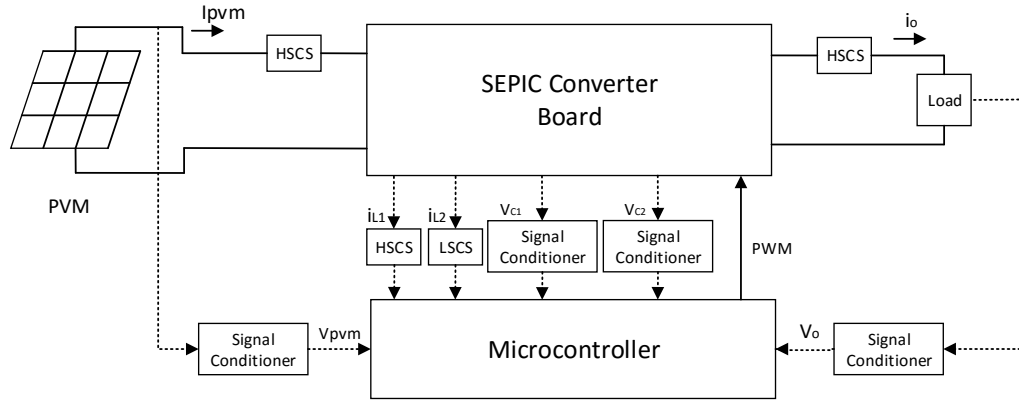 Ipvm
io
HSCS
SEPIC Converter
Board
HSCS
Load
PVM
iL1
iL2
VC1
VC2
HSCS
LSCS
Signal
Conditioner
Signal
Conditioner
PWM
Signal
Conditioner
Vpvm
Microcontroller
Vo
Signal
Conditioner